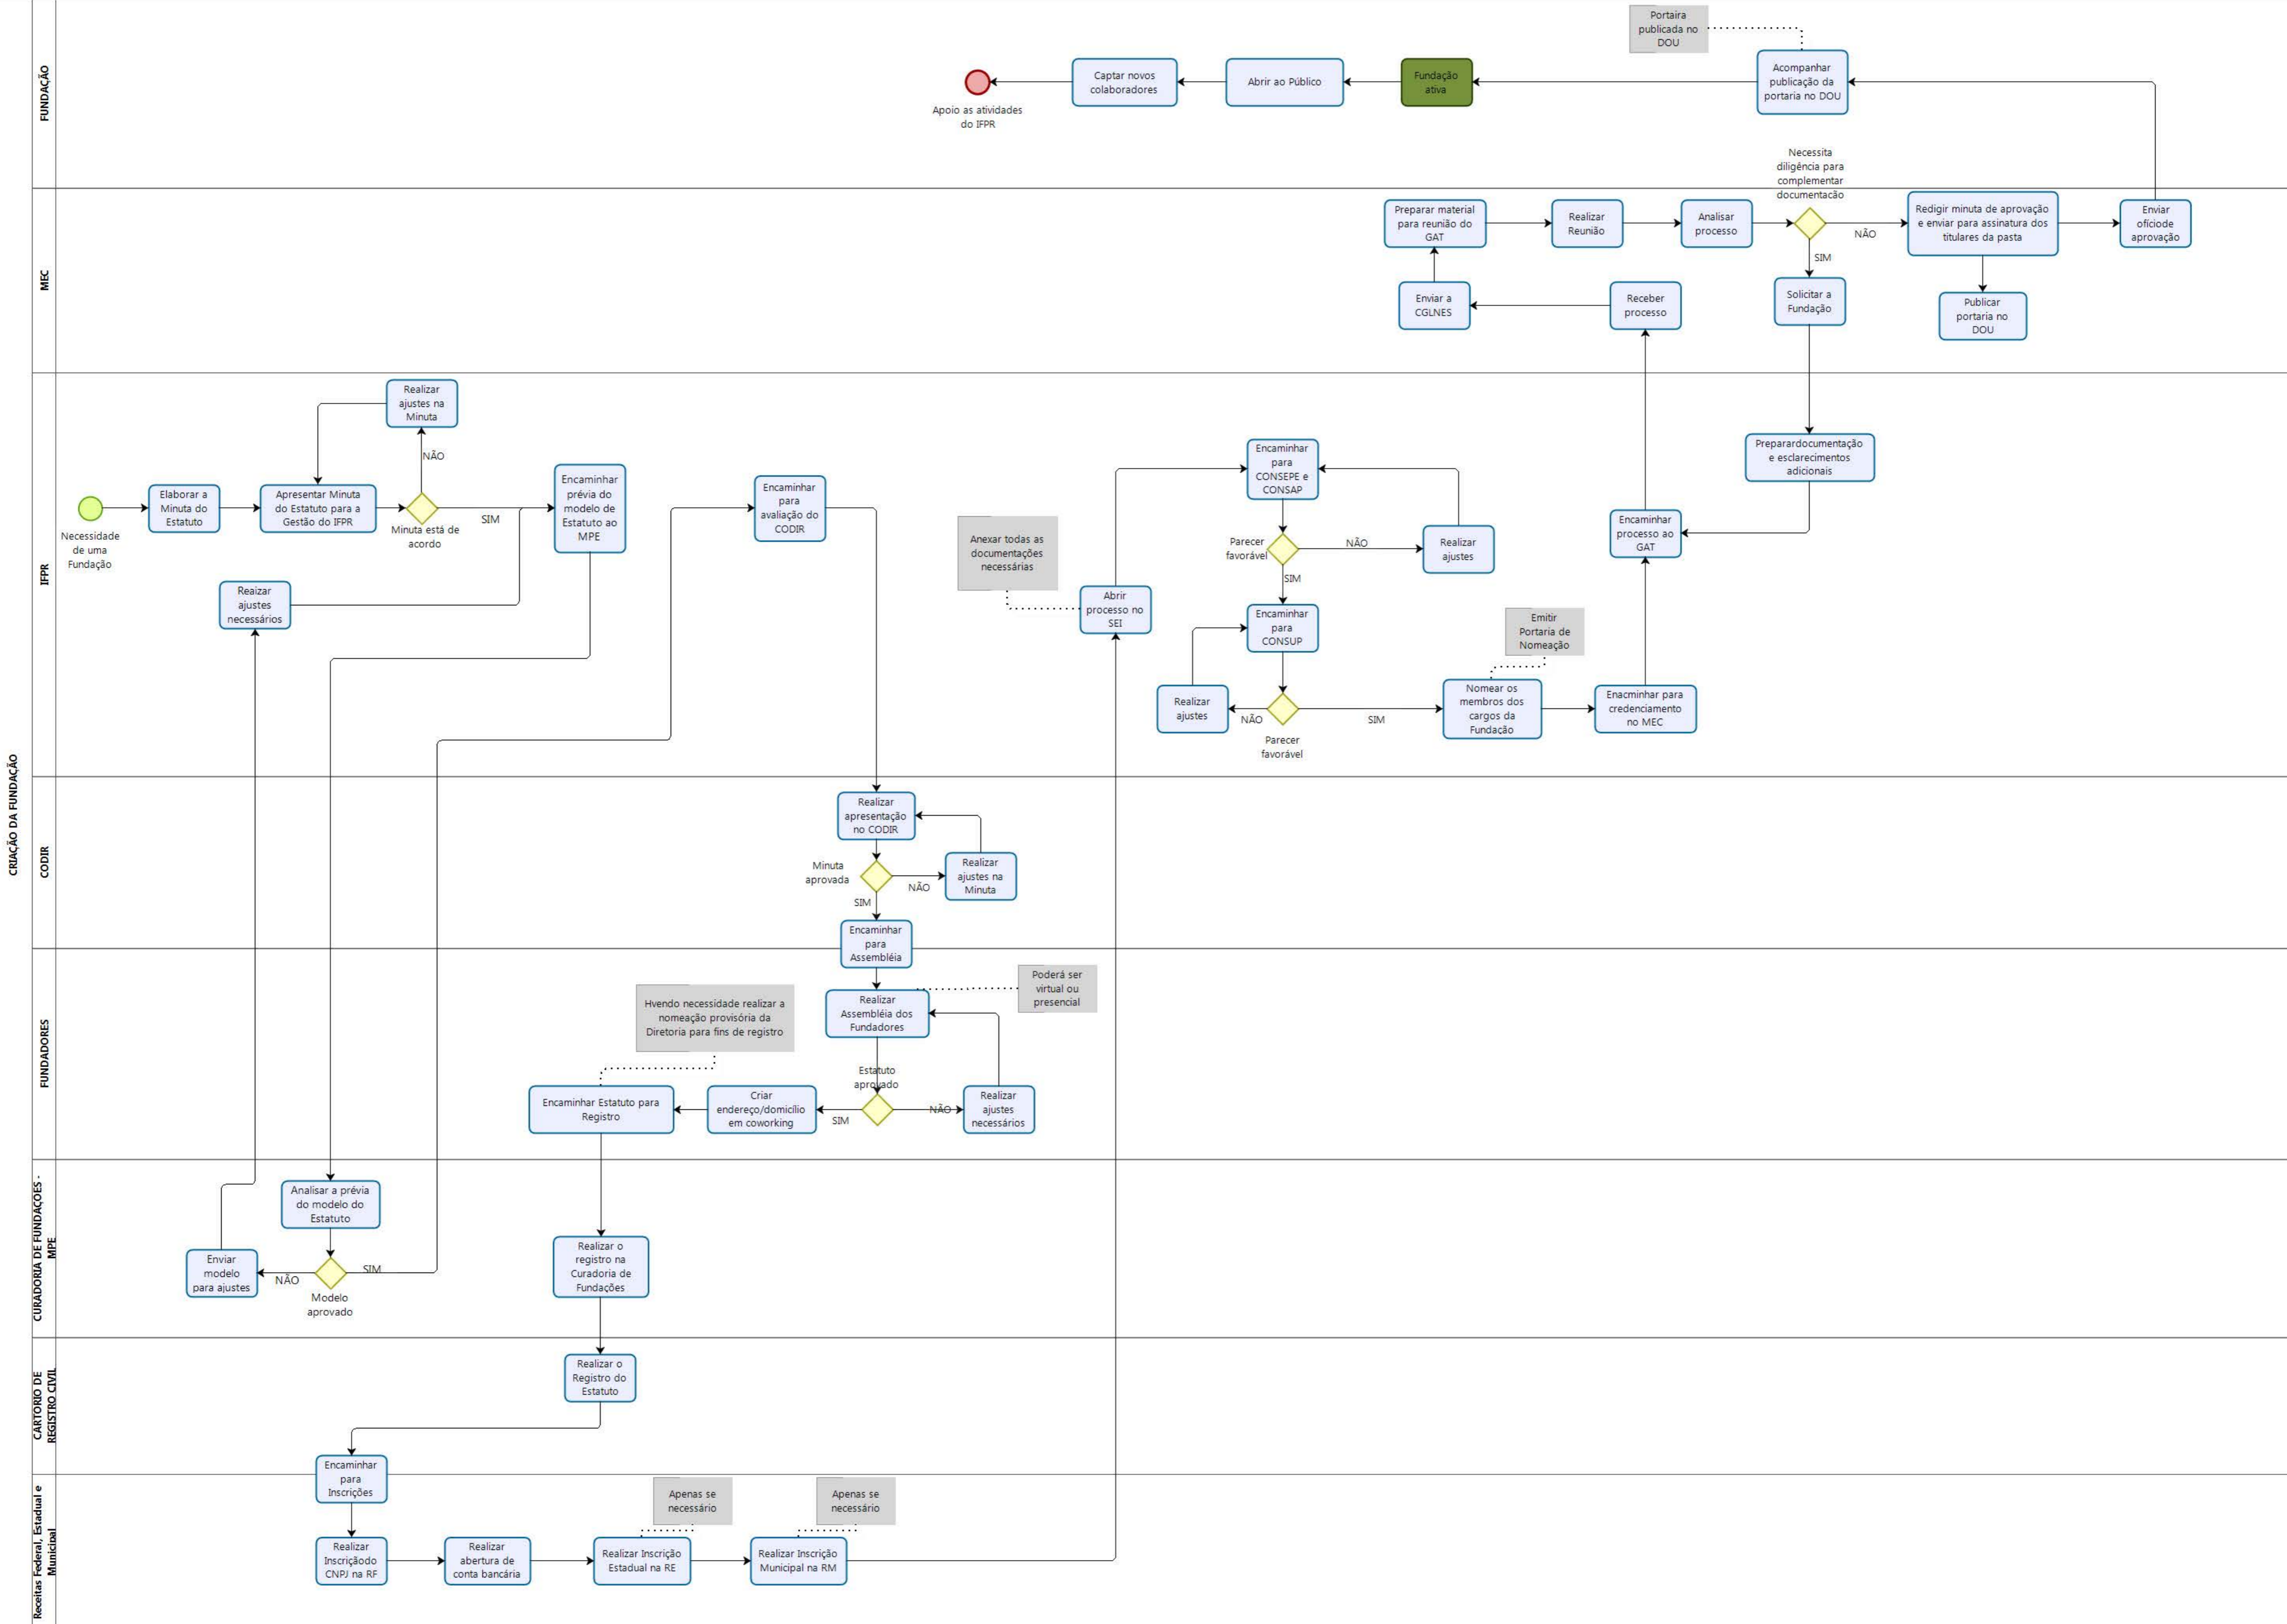 CRIAÇÃO DA FUNDAÇÃO
FUNDAÇÃO
Portaira
publicada no
DOU
Apoio as atividades
do IFPR
Captar novos
colaboradores
Abrir ao Público
Fundação
ativa
Acompanhar
publicação da
portaria no DOU
MEC
Necessita
diligência para
complementar
documentacão
Preparar material
para reunião do
GAT
Realizar
Reunião
Analisar
processo
NÃO
SIM
Redigir minuta de aprovação
e enviar para assinatura dos
titulares da pasta
Enviar
ofíciode
aprovação
Enviar a
CGLNES
Receber
processo
Solicitar a
Fundação
Publicar
portaria no
DOU
IFPR
Realizar
ajustes na
Minuta
NÃO
Necessidade
de uma
Fundação
Elaborar a
Minuta do
Estatuto
Apresentar Minuta
do Estatuto para a
Gestão do IFPR
Minuta está de
acordo
SIM
Encaminhar
prévia do
modelo de
Estatuto ao
MPE
Encaminhar
para
avaliação do
CODIR
Reaizar
ajustes
necessários
Anexar todas as
documentações
necessárias
Abrir
processo no
SEI
Encaminhar
para
CONSEPE e
CONSAP
Parecer
favorável
NÃO
Realizar
ajustes
SIM
Encaminhar
para
CONSUP
Realizar
ajustes
NÃO
Parecer
favorável
SIM
Emitir
Portaria de
Nomeação
Nomear os
membros dos
cargos da
Fundação
Enacminhar para
credenciamento
no MEC
Encaminhar
processo ao
GAT
Preparardocumentação
e esclarecimentos
adicionais
CODIR
Realizar
apresentação
no CODIR
Minuta
aprovada
NÃO
Realizar
ajustes na
Minuta
SIM
Encaminhar
para
Assembléia
FUNDADORES
Hvendo necessidade realizar a
nomeação provisória da
Diretoria para fins de registro
Realizar
Assembléia dos
Fundadores
Poderá ser
virtual ou
presencial
Estatuto
aprovado
Encaminhar Estatuto para
Registro
Criar
endereço/domicílio
em coworking
SIM
NÃO
Realizar
ajustes
necessários
CURADORIA DE FUNDAÇOES -
MPE
Analisar a prévia
do modelo do
Estatuto
Enviar
modelo
para ajustes
NÃO
Modelo
aprovado
SIM
Realizar o
registro na
Curadoria de
Fundações
CARTORIO DE
REGISTRO CIVIL
Realizar o
Registro do
Estatuto
Encaminhar
para
Inscrições
Receitas Federal, Estadual e
Municipal
Realizar
Inscriçãodo
CNPJ na RF
Realizar
abertura de
conta bancária
Apenas se
necessário
Realizar Inscrição
Estadual na RE
Apenas se
necessário
Realizar Inscrição
Municipal na RM